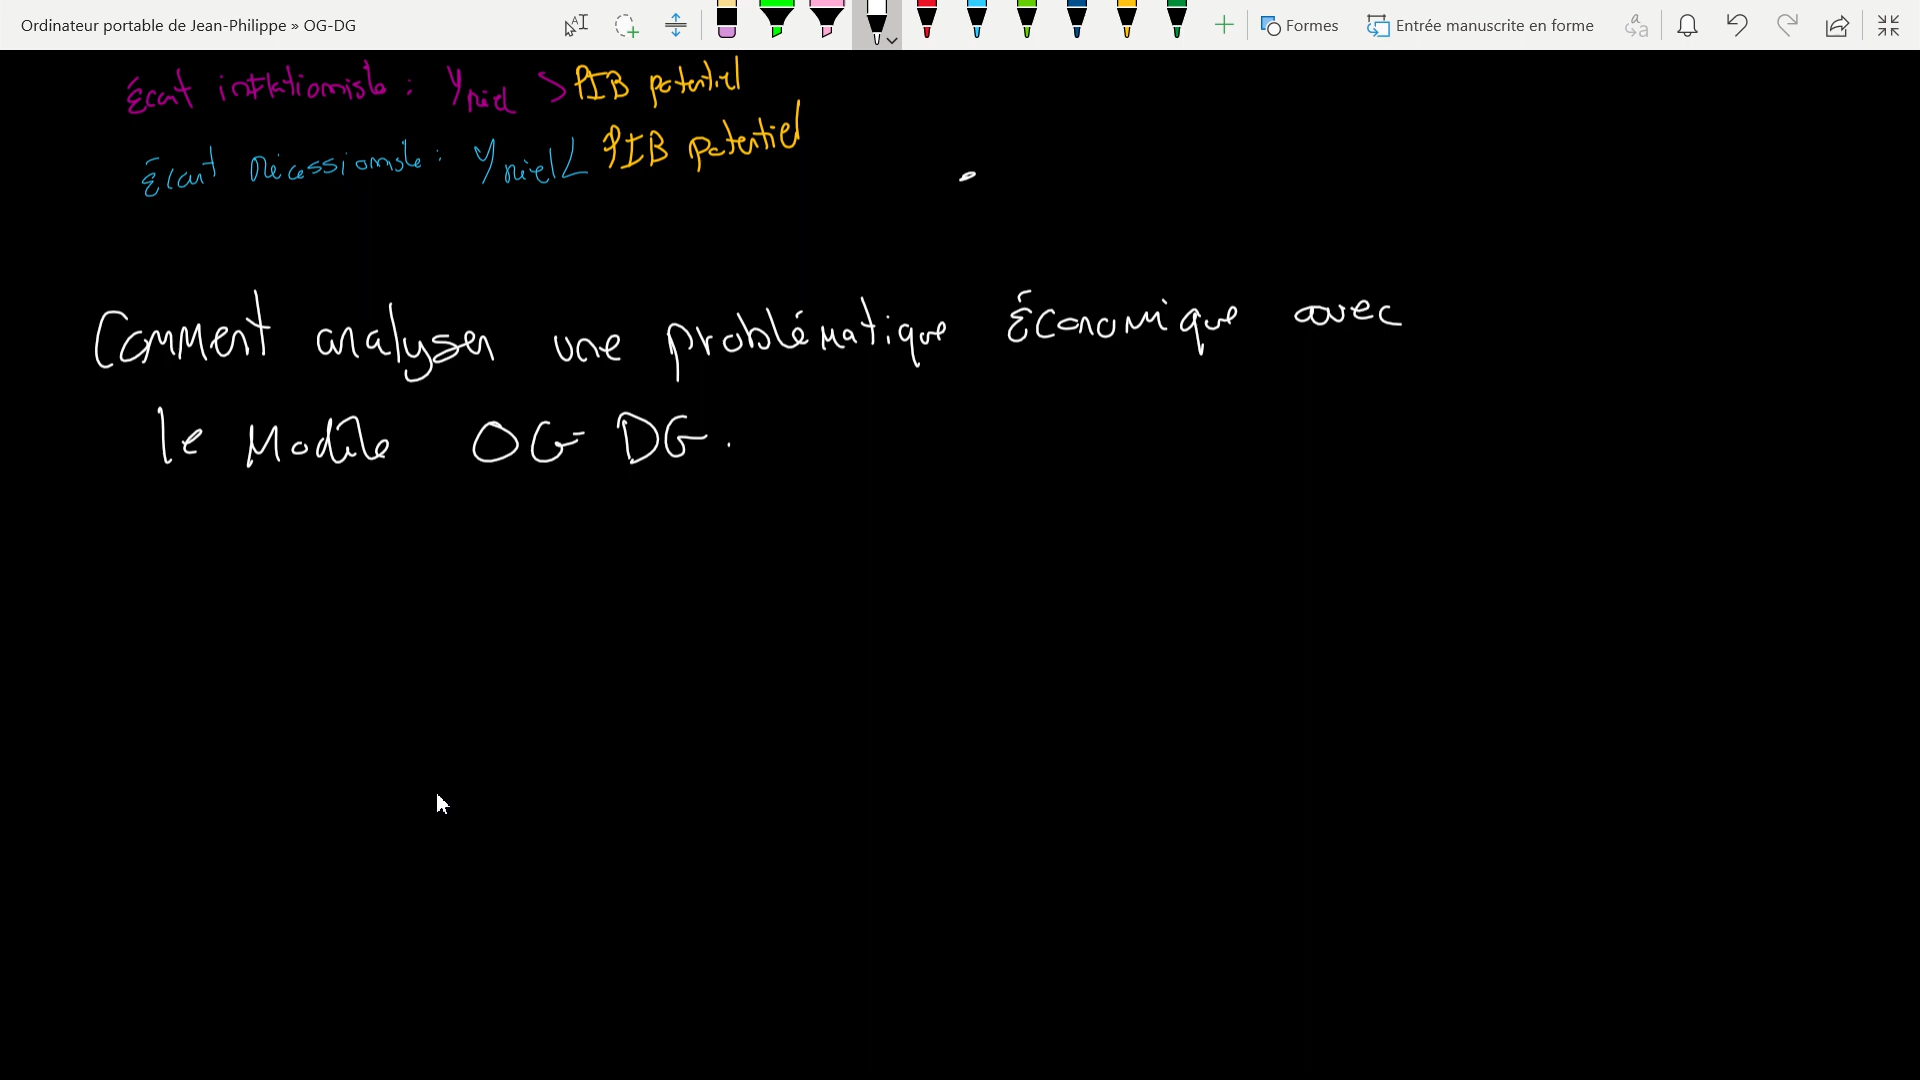 Ordinateur portable de Jean-Philippe » OG-DG
Formes
Entrée manuscrite en forme
Écart inflationniste : Y réel > PIB potentiel
Écart récessionniste : Y réel < PIB potentiel
Comment analyser une problématique Économique avec
le Modèle OG-DG.